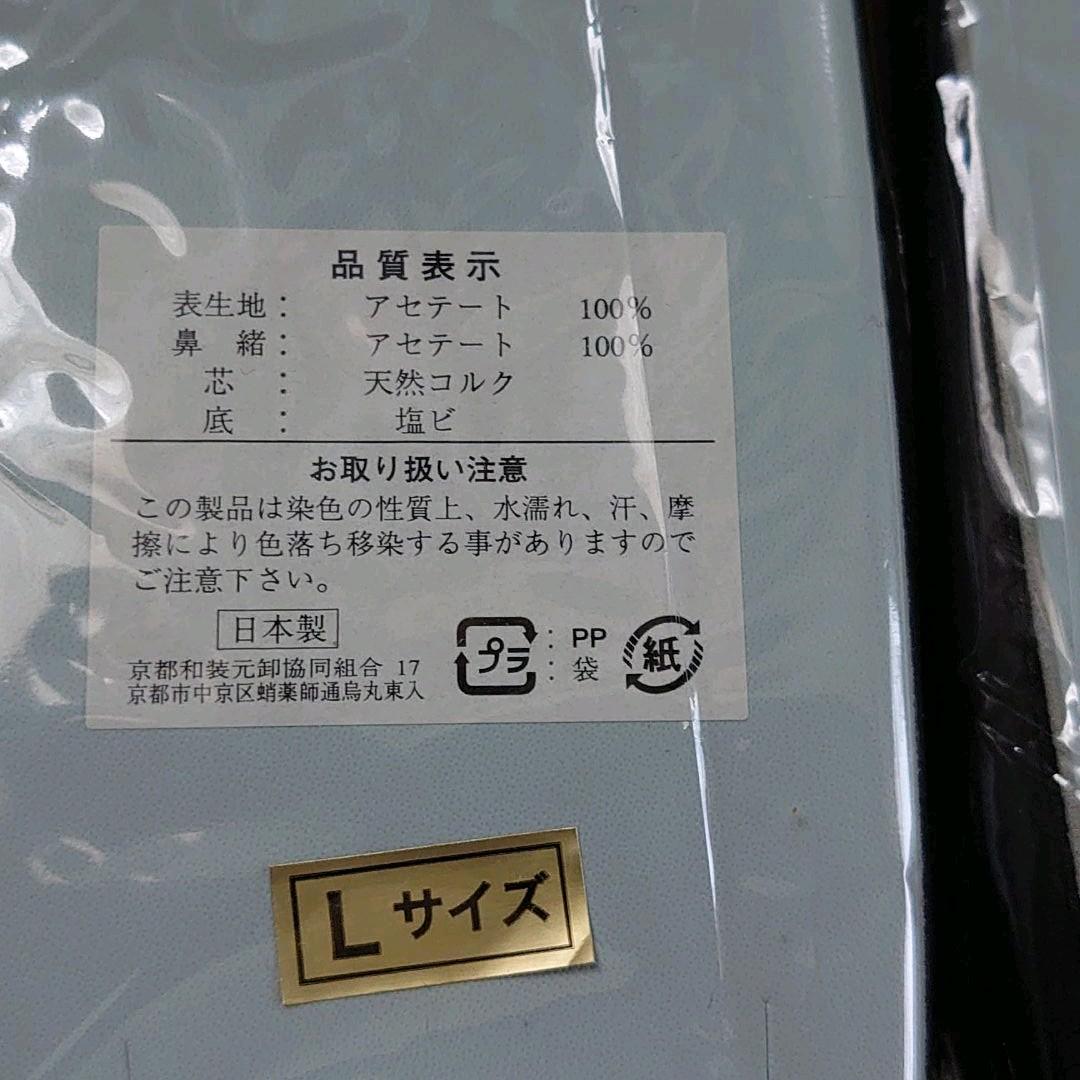 品質表示
表生地： アセテート 100%
鼻 緒： アセテート 100%
芯 ： 天然コルク
底 ： 塩ビ
お取り扱い注意
この製品は染色の性質上、水濡れ、汗、摩
擦により色落ち移染する事がありますので
ご注意下さい。
日本製
京都和装元卸協同組合 17
京都市中京区蛸薬師通烏丸東入
プラ : PP
: 袋
紙
Lサイズ